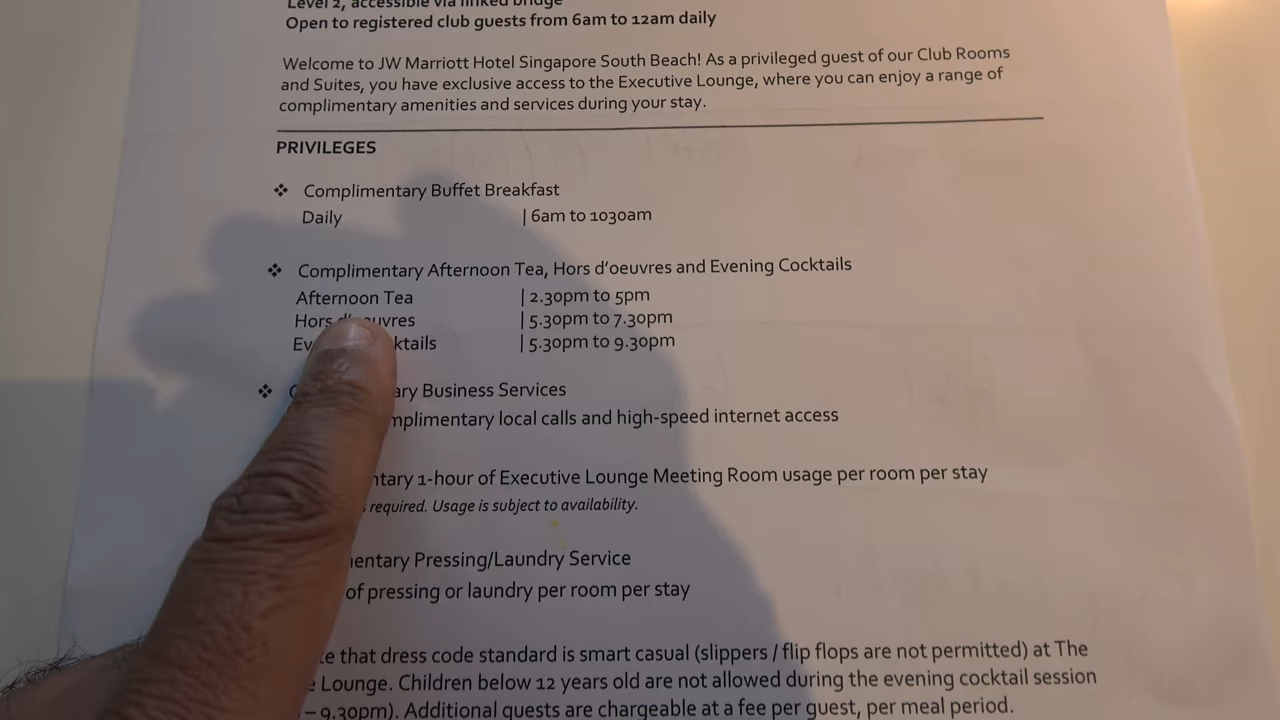 Level 2, accessible via linked bridge
Open to registered club guests from 6am to 12am daily
Welcome to JW Marriott Hotel Singapore South Beach! As a privileged guest of our Club Rooms
and Suites, you have exclusive access to the Executive Lounge, where you can enjoy a range of
complimentary amenities and services during your stay.
PRIVILEGES
❖ Complimentary Buffet Breakfast
Daily | 6am to 1030am
❖ Complimentary Afternoon Tea, Hors d'oeuvres and Evening Cocktails
Afternoon Tea | 2.30pm to 5pm
Hors d'oeuvres | 5.30pm to 7.30pm
| 5.30pm to 9.30pm
❖ Business Services
local calls and high-speed internet access
1-hour of Executive Lounge Meeting Room usage per room per stay
required. Usage is subject to availability.
Pressing/Laundry Service
of pressing or laundry per room per stay
that dress code standard is smart casual (slippers / flip flops are not permitted) at The
Lounge. Children below 12 years old are not allowed during the evening cocktail session
– 9.30pm). Additional guests are chargeable at a fee per guest, per meal period.